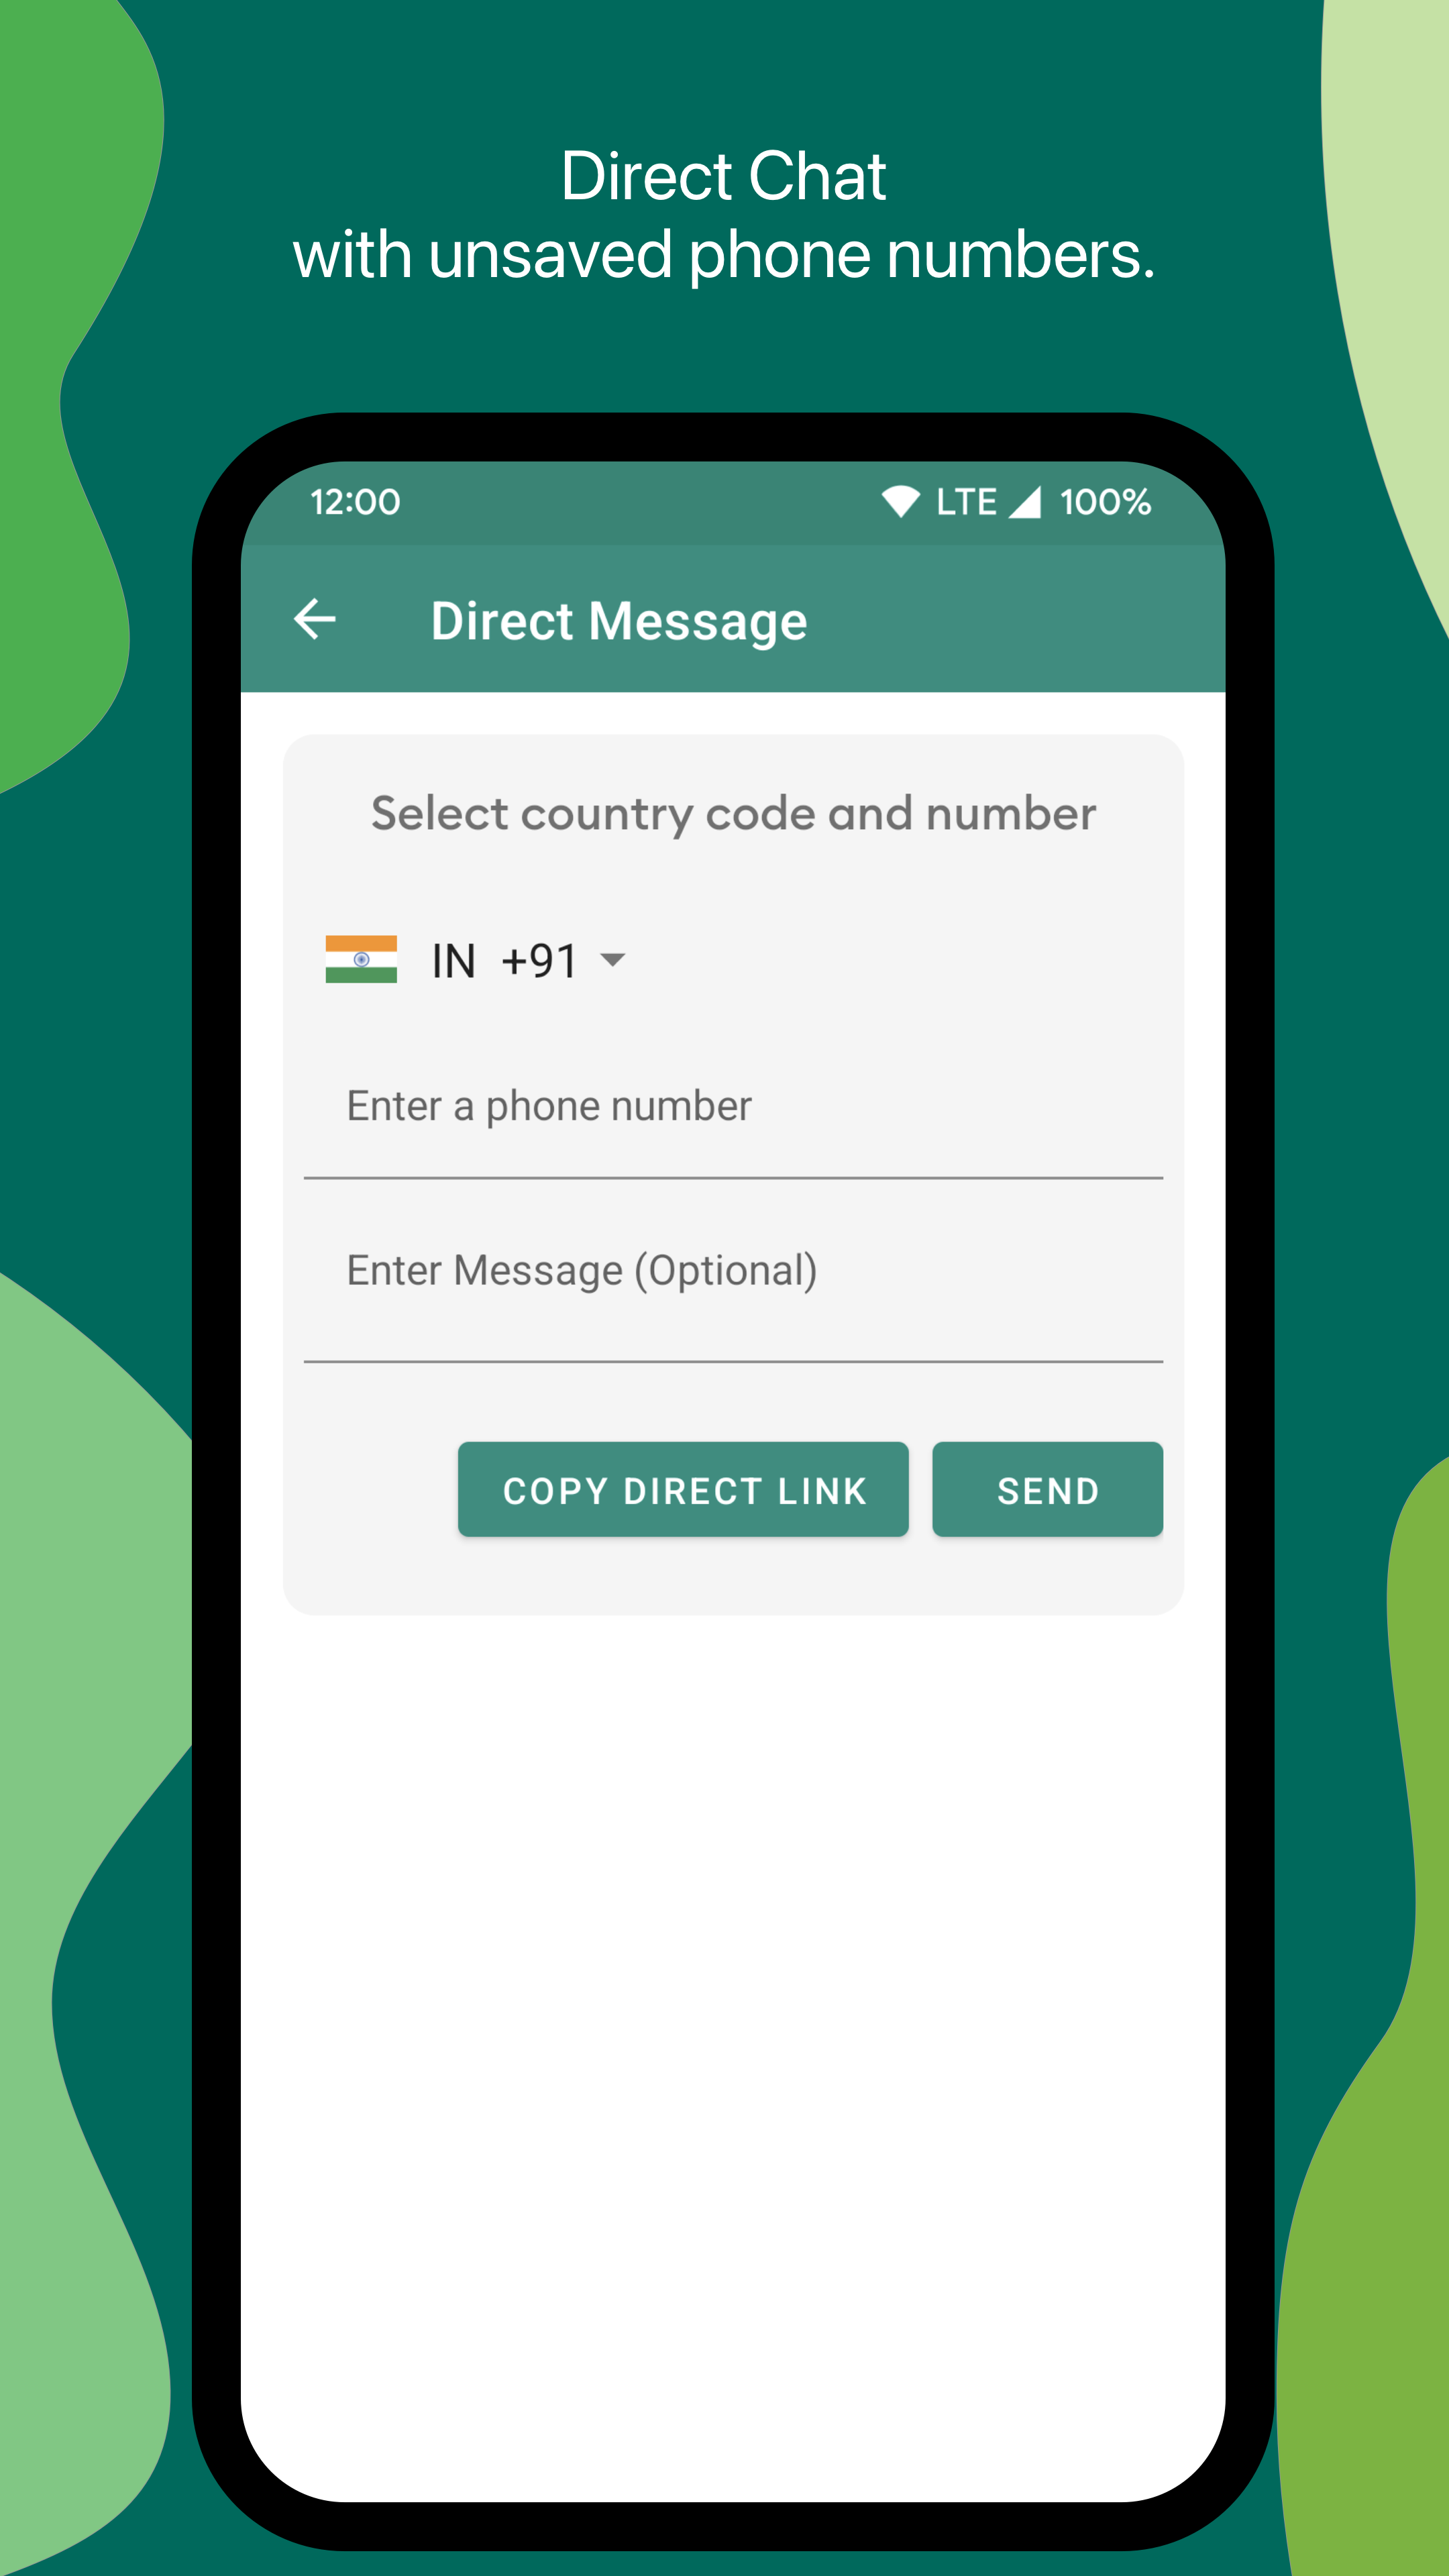 Direct Chat
with unsaved phone numbers.
12:00 LTE 100%
Direct Message
Select country code and number
IN +91
Enter a phone number
Enter Message (Optional)
COPY DIRECT LINK SEND